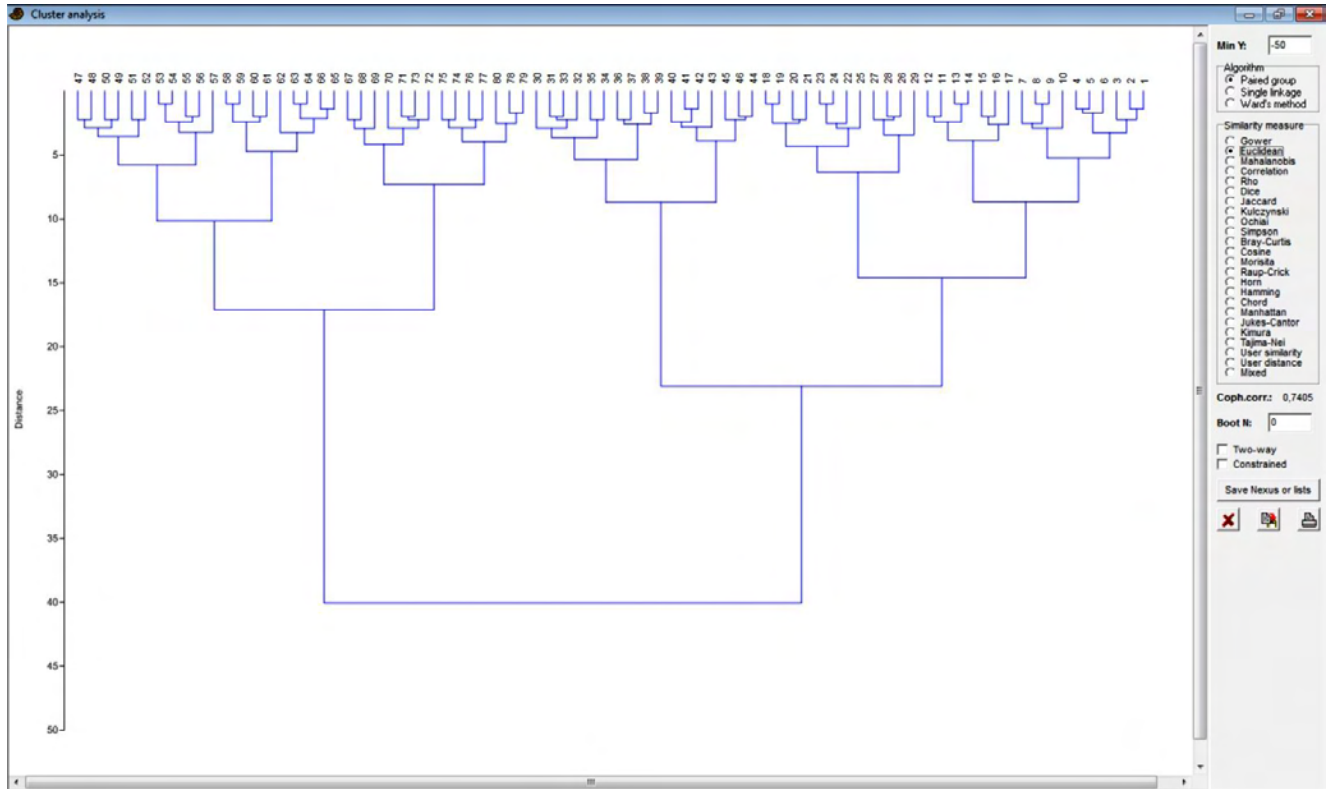 Cluster analysis
47 48 50 49 51 52 53 54 55 56 57 58 59 60 61 62 63 64 66 65 67 68 69 70 71 73 72 75 74 76 77 80 78 79 30 31 33 32 35 34 36 37 38 39 40 41 42 43 45 46 44 18 19 20 21 23 24 22 25 27 28 26 29 12 11 13 14 15 16 17 7 8 9 10 4 5 6 3 2 1
5
10
15
20
25
30
35
40
45
50
Distance
Min Y: -50
Algorithm
Paired group
Single linkage
Ward's method
Similarity measure
Gower
Euclidean
Mahalanobis
Correlation
Rho
Dice
Jaccard
Kulczynski
Ochiai
Simpson
Bray-Curtis
Cosine
Morisita
Raup-Crick
Horn
Hamming
Chord
Manhattan
Jukes-Cantor
Kimura
Tajima-Nei
User similarity
User distance
Mixed
Coph.corr.: 0,7405
Boot N: 0
Two-way
Constrained
Save Nexus or lists